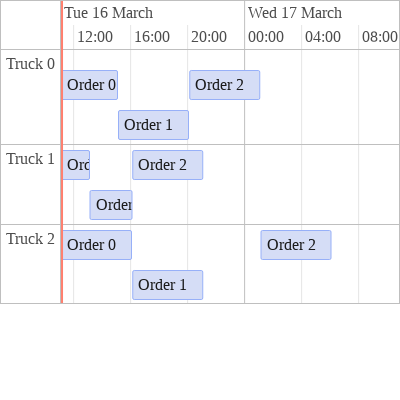 Tue 16 March Wed 17 March
12:00 16:00 20:00 00:00 04:00 08:00
Truck 0
Order 0 Order 2
Order 1
Truck 1
Ord Order 2
Order
Truck 2
Order 0 Order 2
Order 1